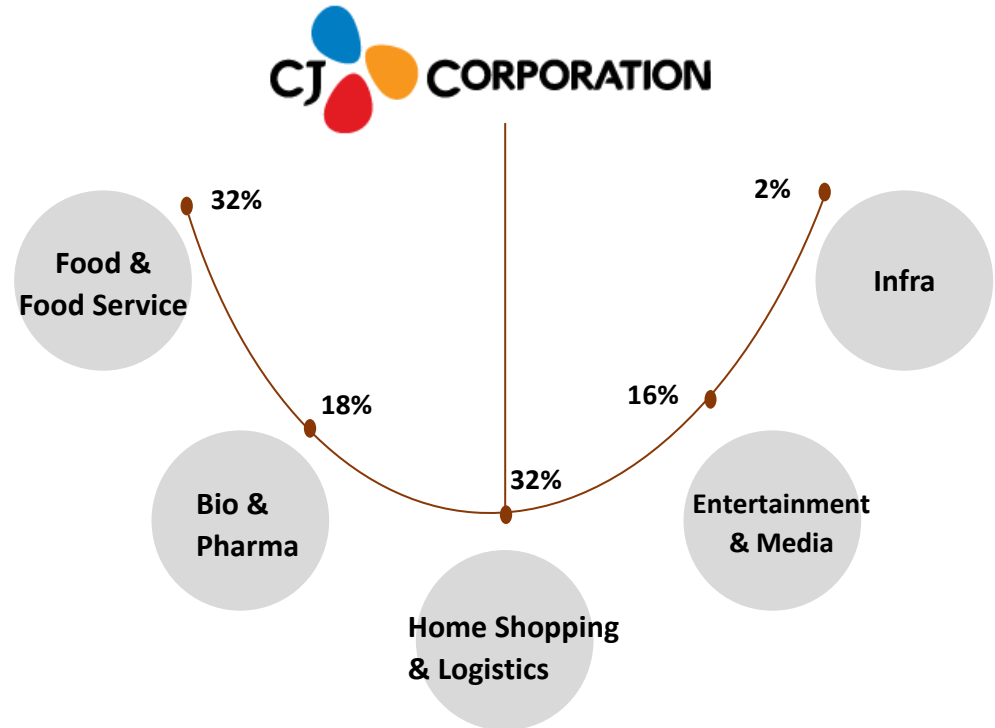 CJ CORPORATION
32%
2%
Food &
Food Service
Infra
18%
16%
Bio &
Pharma
32%
Entertainment
& Media
Home Shopping
& Logistics